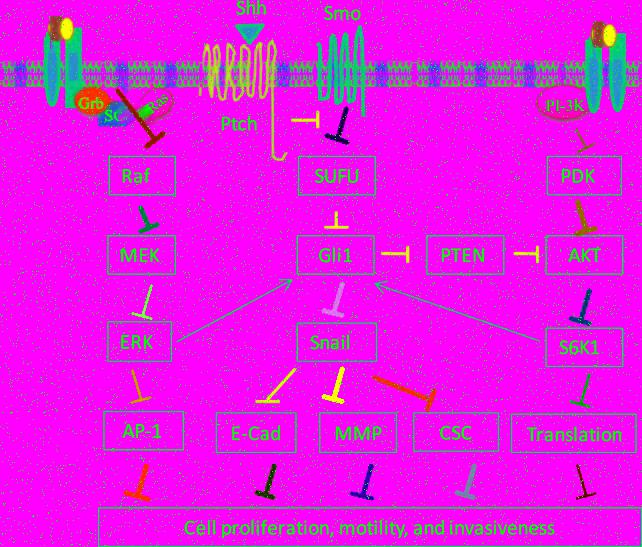 Shh
Smo
Grb
Ras
Ptch
PI-3K
Raf
SUFU
PDK
MEK
Gli1
PTEN
AKT
ERK
Snail
S6K1
AP-1
E-Cad
MMP
CSC
Translation
Cell proliferation, motility, and invasiveness